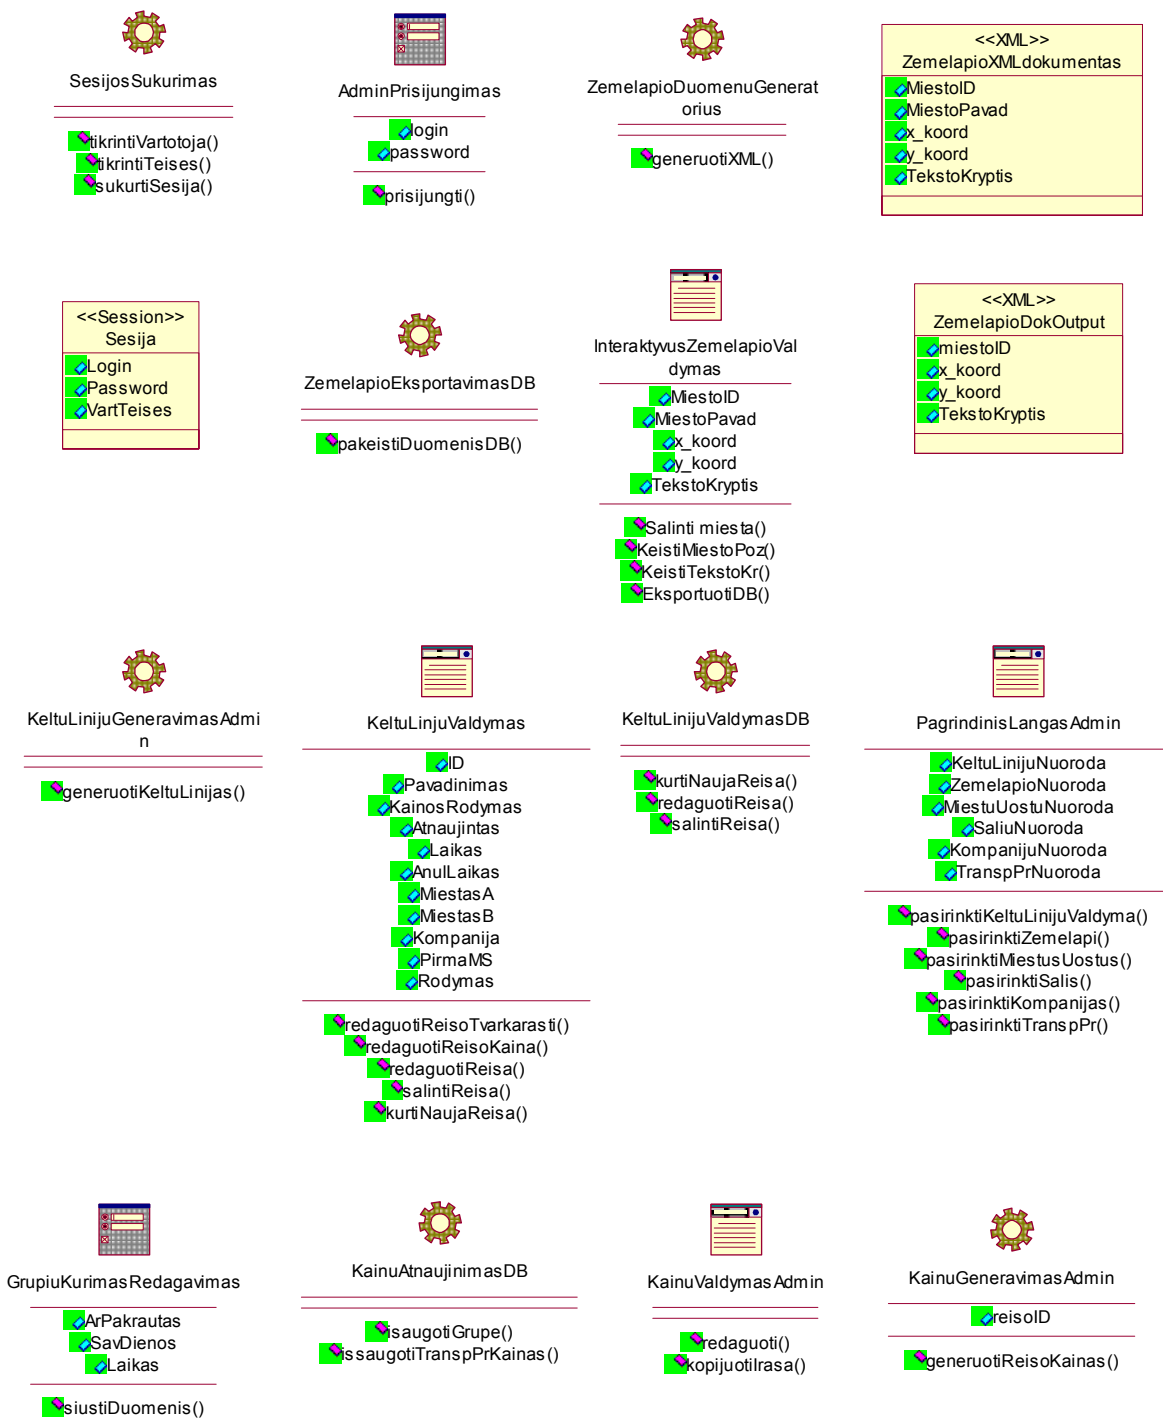 SesijosSukurimas
tikrintiVartotoja()
tikrintiTeises()
sukurtiSesija()
AdminPrisijungimas
login
password
prisijungti()
ZemelapioDuomenuGenerat
orius
generuotiXML()
<<XML>>
ZemelapioXMLdokumentas
MiestoID
MiestoPavad
x_koord
y_koord
TekstoKryptis
<<Session>>
Sesija
Login
Password
VartTeises
ZemelapioEksportavimasDB
pakeistiDuomenisDB()
InteraktyvusZemelapioVal
dymas
MiestoID
MiestoPavad
x_koord
y_koord
TekstoKryptis
Salinti miesta()
KeistiMiestoPoz()
KeistiTekstoKr()
EksportuotiDB()
<<XML>>
ZemelapioDokOutput
miestoID
x_koord
y_koord
TekstoKryptis
KeltuLinijuGeneravimasAdmi
n
generuotiKeltuLinijas()
KeltuLinjuValdymas
ID
Pavadinimas
KainosRodymas
Atnaujintas
Laikas
AnulLaikas
MiestasA
MiestasB
Kompanija
PirmaMS
Rodymas
redaguotiReisoTvarkarasti()
redaguotiReisoKaina()
redaguotiReisa()
salintiReisa()
kurtiNaujaReisa()
KeltuLinijuValdymasDB
kurtiNaujaReisa()
redaguotiReisa()
salintiReisa()
PagrindinisLangasAdmin
KeltuLinijuNuoroda
ZemelapioNuoroda
MiestuUostuNuoroda
SaliuNuoroda
KompanijuNuoroda
TranspPrNuoroda
pasirinktiKeltuLinijuValdyma()
pasirinktiZemelapi()
pasirinktiMiestusUostus()
pasirinktiSalis()
pasirinktiKompanijas()
pasirinktiTranspPr()
GrupiuKurimasRedagavimas
ArPakrautas
SavDienos
Laikas
siustiDuomenis()
KainuAtnaujinimasDB
isaugotiGrupe()
issaugotiTranspPrKainas()
KainuValdymasAdmin
redaguoti()
kopijuotiIrasa()
KainuGeneravimasAdmin
reisoID
generuotiReisoKainas()